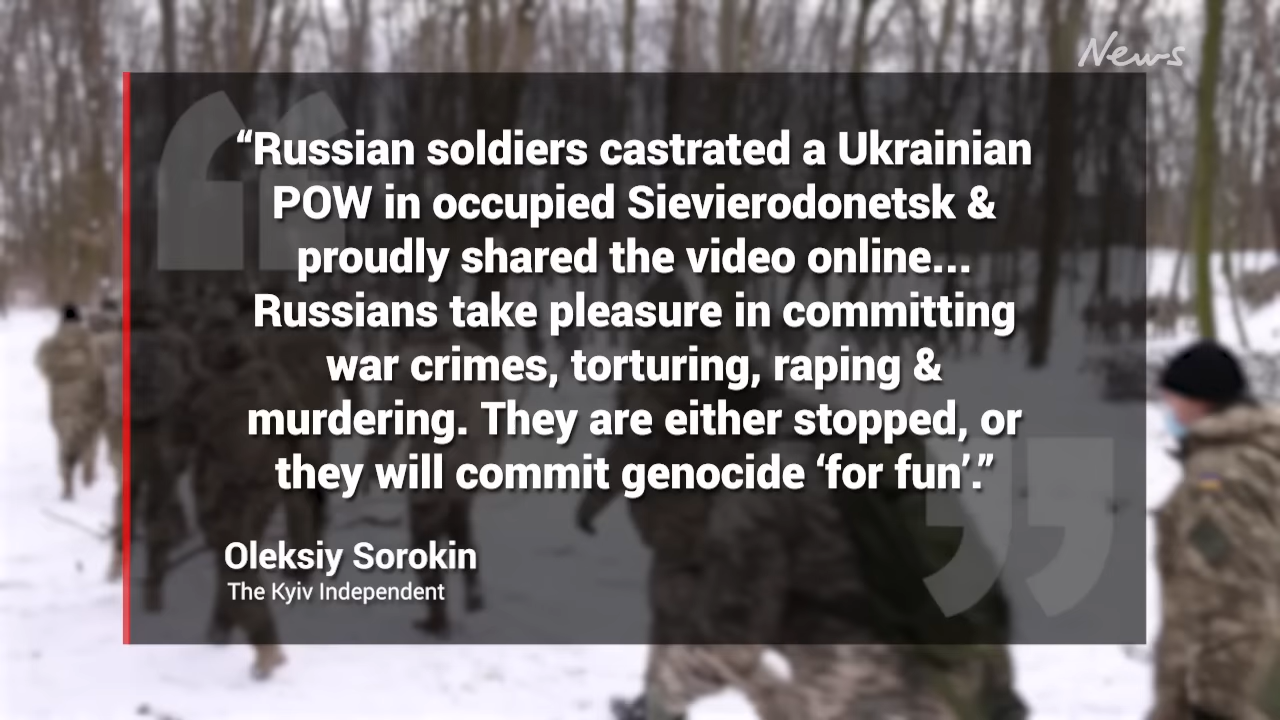 News
“Russian soldiers castrated a Ukrainian
POW in occupied Sievierodonetsk &
proudly shared the video online...
Russians take pleasure in committing
war crimes, torturing, raping &
murdering. They are either stopped, or
they will commit genocide ‘for fun’.”
Oleksiy Sorokin
The Kyiv Independent